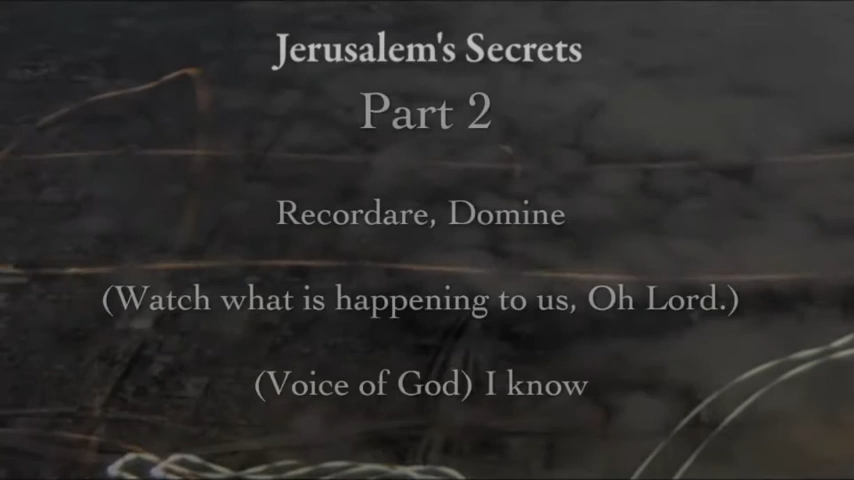 Jerusalem's Secrets
Part 2
Recordare, Domine
(Watch what is happening to us, Oh Lord.)
(Voice of God) I know